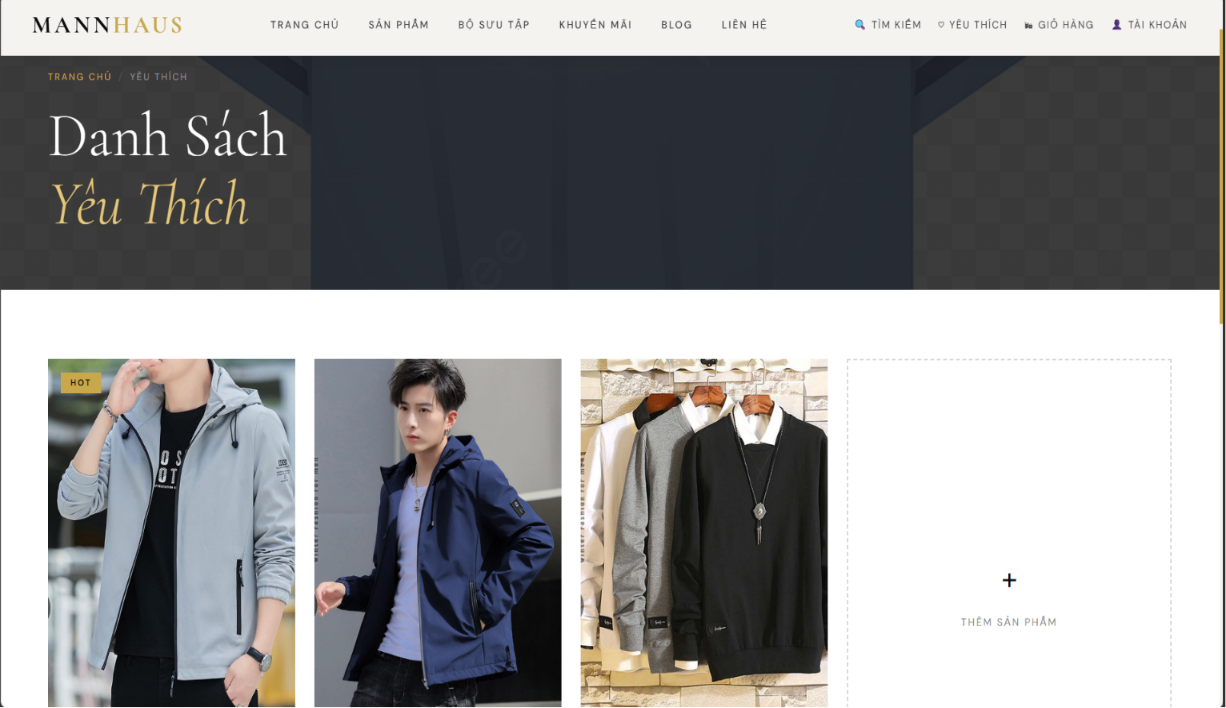 MANNHAUS
TRANG CHỦ SẢN PHẨM BỘ SƯU TẬP KHUYẾN MÃI BLOG LIÊN HỆ
TÌM KIẾM YÊU THÍCH GIỎ HÀNG TÀI KHOẢN
TRANG CHỦ / YÊU THÍCH
Danh Sách
Yêu Thích
HOT
+
THÊM SẢN PHẨM